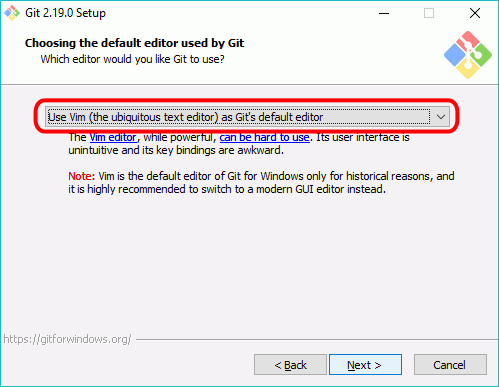 Git 2.19.0 Setup
Choosing the default editor used by Git
Which editor would you like Git to use?
Use Vim (the ubiquitous text editor) as Git's default editor
The Vim editor, while powerful, can be hard to use. Its user interface is
unintuitive and its key bindings are awkward.
Note: Vim is the default editor of Git for Windows only for historical reasons, and
it is highly recommended to switch to a modern GUI editor instead.
https://gitforwindows.org/
< Back
Next >
Cancel